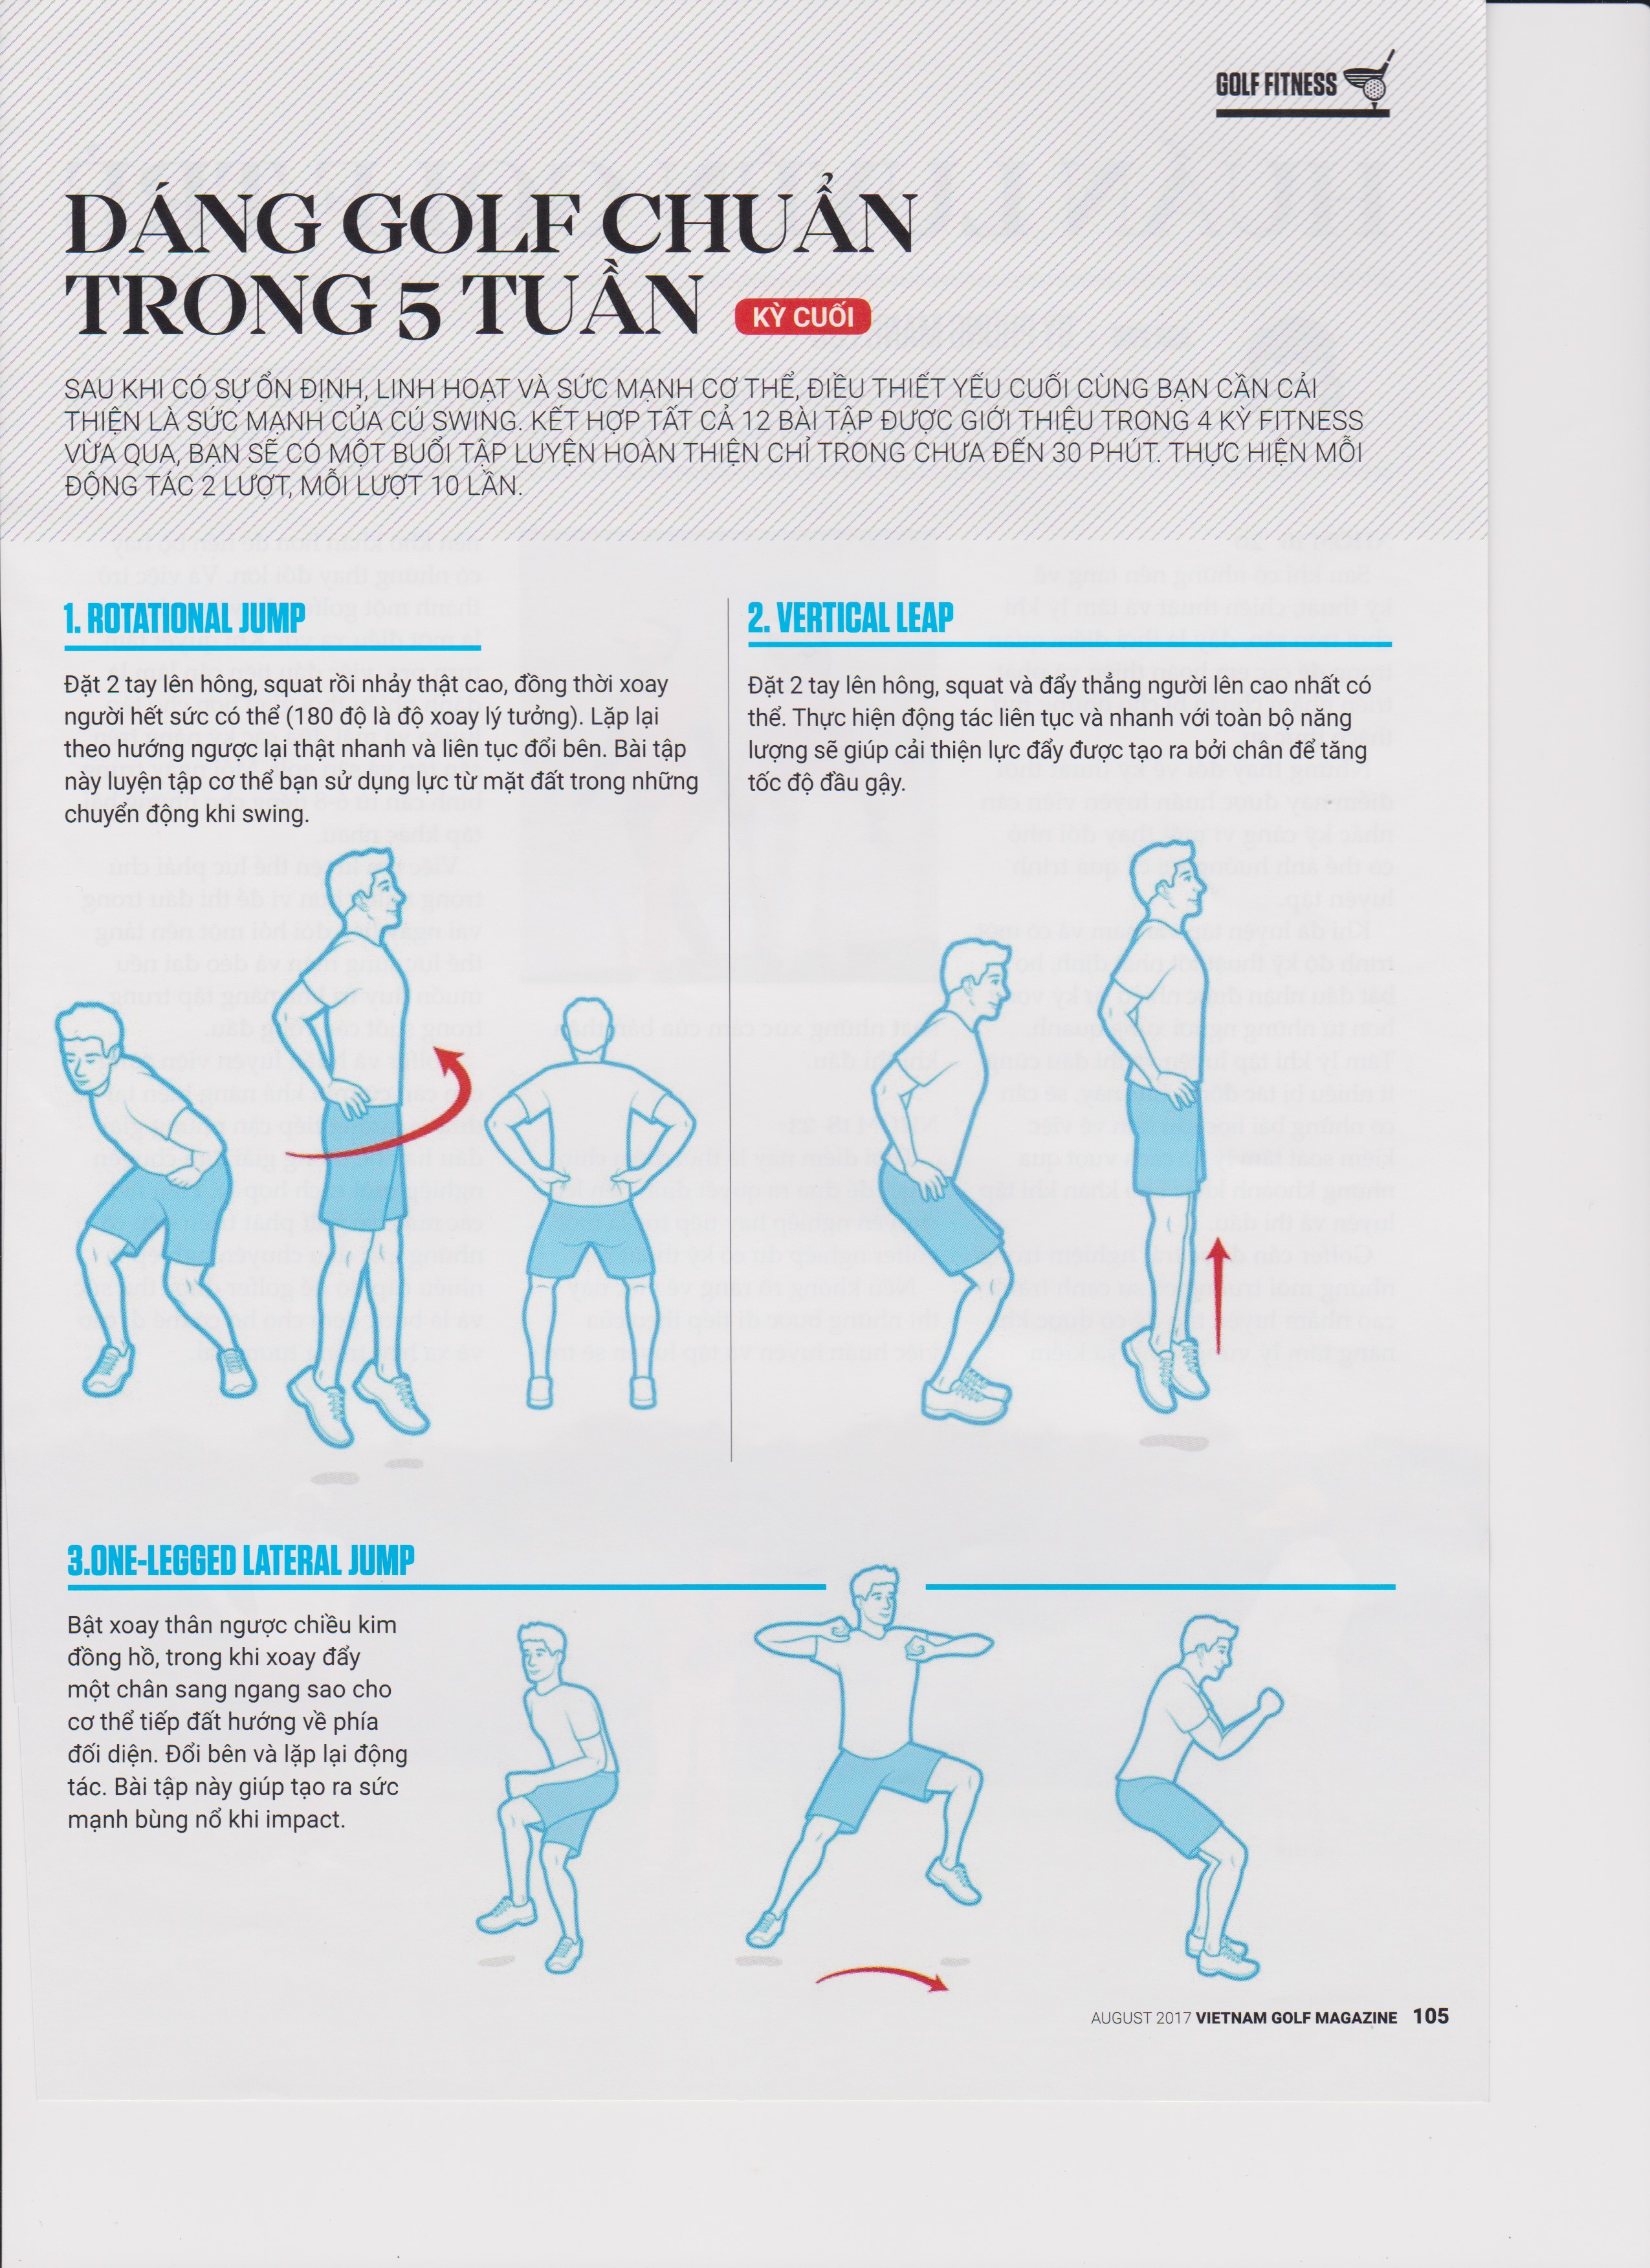 GOLF FITNESS
DÁNG GOLF CHUẨN
TRONG 5 TUẦN KỲ CUỐI
SAU KHI CÓ SỰ ỔN ĐỊNH, LINH HOẠT VÀ SỨC MẠNH CƠ THỂ, ĐIỀU THIẾT YẾU CUỐI CÙNG BẠN CẦN CẢI
THIỆN LÀ SỨC MẠNH CỦA CÚ SWING. KẾT HỢP TẤT CẢ 12 BÀI TẬP ĐƯỢC GIỚI THIỆU TRONG 4 KỲ FITNESS
VỪA QUA, BẠN SẼ CÓ MỘT BUỔI TẬP LUYỆN HOÀN THIỆN CHỈ TRONG CHƯA ĐẾN 30 PHÚT. THỰC HIỆN MỖI
ĐỘNG TÁC 2 LƯỢT, MỖI LƯỢT 10 LẦN.
1. ROTATIONAL JUMP
Đặt 2 tay lên hông, squat rồi nhảy thật cao, đồng thời xoay
người hết sức có thể (180 độ là độ xoay lý tưởng). Lặp lại
theo hướng ngược lại thật nhanh và liên tục đổi bên. Bài tập
này luyện tập cơ thể bạn sử dụng lực từ mặt đất trong những
chuyển động khi swing.
2. VERTICAL LEAP
Đặt 2 tay lên hông, squat và đẩy thẳng người lên cao nhất có
thể. Thực hiện động tác liên tục và nhanh với toàn bộ năng
lượng sẽ giúp cải thiện lực đẩy được tạo ra bởi chân để tăng
tốc độ đầu gậy.
3.ONE-LEGGED LATERAL JUMP
Bật xoay thân ngược chiều kim
đồng hồ, trong khi xoay đẩy
một chân sang ngang sao cho
cơ thể tiếp đất hướng về phía
đối diện. Đổi bên và lặp lại động
tác. Bài tập này giúp tạo ra sức
mạnh bùng nổ khi impact.
AUGUST 2017 VIETNAM GOLF MAGAZINE 105